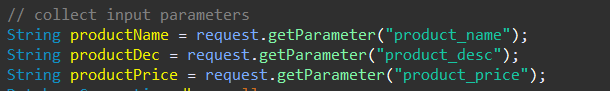 // collect input parameters
String productName = request.getParameter("product_name");
String productDec = request.getParameter("product_desc");
String productPrice = request.getParameter("product_price");